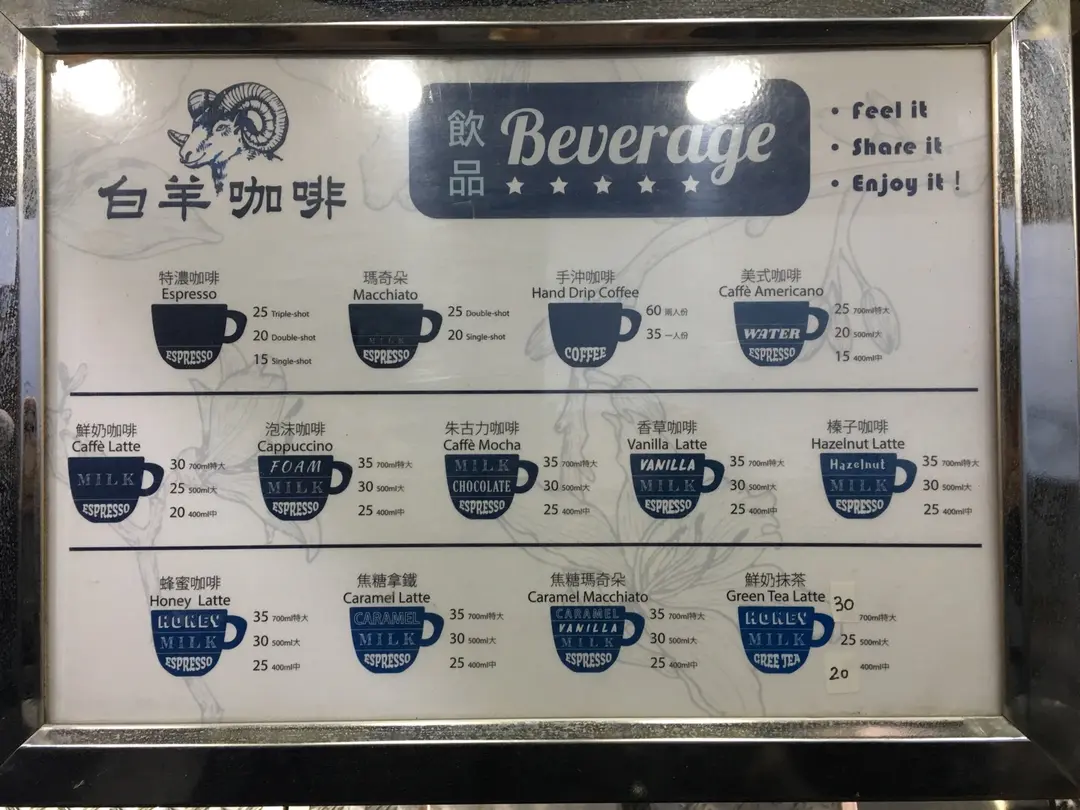 白羊咖啡
飲品
Beverage
• Feel it
• Share it
• Enjoy it !
特濃咖啡
Espresso
ESPRESSO
25 Triple-shot
20 Double-shot
15 Single-shot
瑪奇朵
Macchiato
MILK
ESPRESSO
25 Double-shot
20 Single-shot
手沖咖啡
Hand Drip Coffee
COFFEE
60 兩人份
35 一人份
美式咖啡
Caffè Americano
WATER
ESPRESSO
25 700ml特大
20 500ml大
15 400ml中
鮮奶咖啡
Caffè Latte
MILK
ESPRESSO
30 700ml特大
25 500ml大
20 400ml中
泡沫咖啡
Cappuccino
FOAM
MILK
ESPRESSO
35 700ml特大
30 500ml大
25 400ml中
朱古力咖啡
Caffè Mocha
MILK
CHOCOLATE
ESPRESSO
35 700ml特大
30 500ml大
25 400ml中
香草咖啡
Vanilla Latte
VANILLA
MILK
ESPRESSO
35 700ml特大
30 500ml大
25 400ml中
榛子咖啡
Hazelnut Latte
Hazelnut
MILK
ESPRESSO
35 700ml特大
30 500ml大
25 400ml中
蜂蜜咖啡
Honey Latte
HONEY
MILK
ESPRESSO
35 700ml特大
30 500ml大
25 400ml中
焦糖拿鐵
Caramel Latte
CARAMEL
MILK
ESPRESSO
35 700ml特大
30 500ml大
25 400ml中
焦糖瑪奇朵
Caramel Macchiato
CARAMEL
VANILLA
MILK
ESPRESSO
35 700ml特大
30 500ml大
25 400ml中
鮮奶抹茶
Green Tea Latte
HONEY
MILK
GREE TEA
30 700ml特大
25 500ml大
20 400ml中